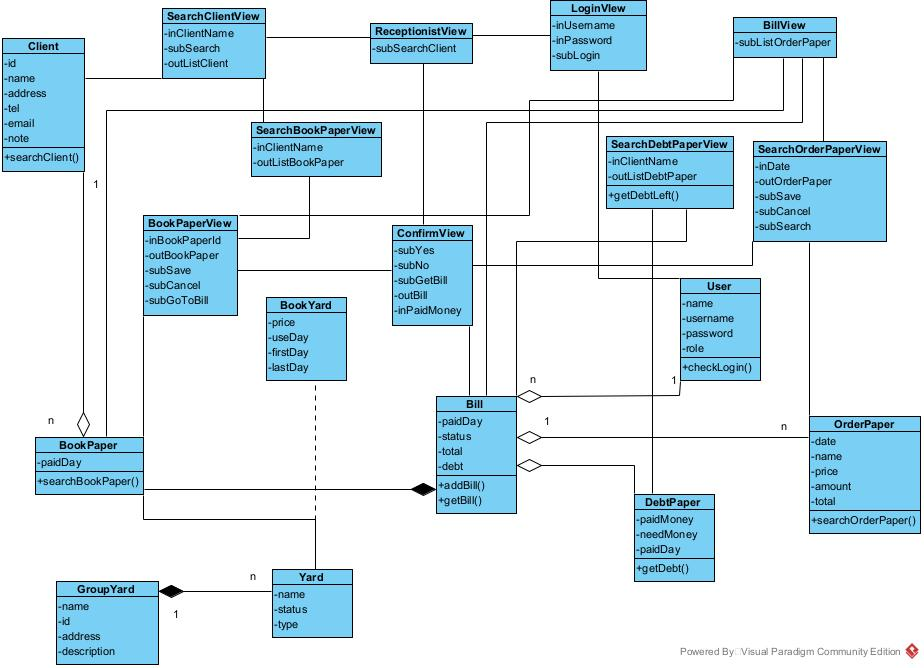 SearchClientView
-inClientName
-subSearch
-outListClient
ReceptionistView
-subSearchClient
LoginVIew
-inUsername
-inPassword
-subLogin
BillView
-subListOrderPaper
Client
-id
-name
-address
-tel
-email
-note
+searchClient()
1
SearchBookPaperView
-inClientName
-outListBookPaper
SearchDebtPaperView
-inClientName
-outListDebtPaper
+getDebtLeft()
SearchOrderPaperView
-inDate
-outOrderPaper
-subSave
-subCancel
-subSearch
BookPaperView
-inBookPaperId
-outBookPaper
-subSave
-subCancel
-subGoToBill
ConfirmView
-subYes
-subNo
-subGetBill
-outBill
-inPaidMoney
BookYard
-price
-useDay
-firstDay
-lastDay
User
-name
-username
-password
-role
+checkLogin()
n
1
n
1
n
Bill
-paidDay
-status
-total
-debt
+addBill()
+getBill()
BookPaper
-paidDay
+searchBookPaper()
OrderPaper
-date
-name
-price
-amount
-total
+searchOrderPaper()
DebtPaper
-paidMoney
-needMoney
-paidDay
+getDebt()
GroupYard
-name
-id
-address
-description
n
1
Yard
-name
-status
-type
Powered By Visual Paradigm Community Edition